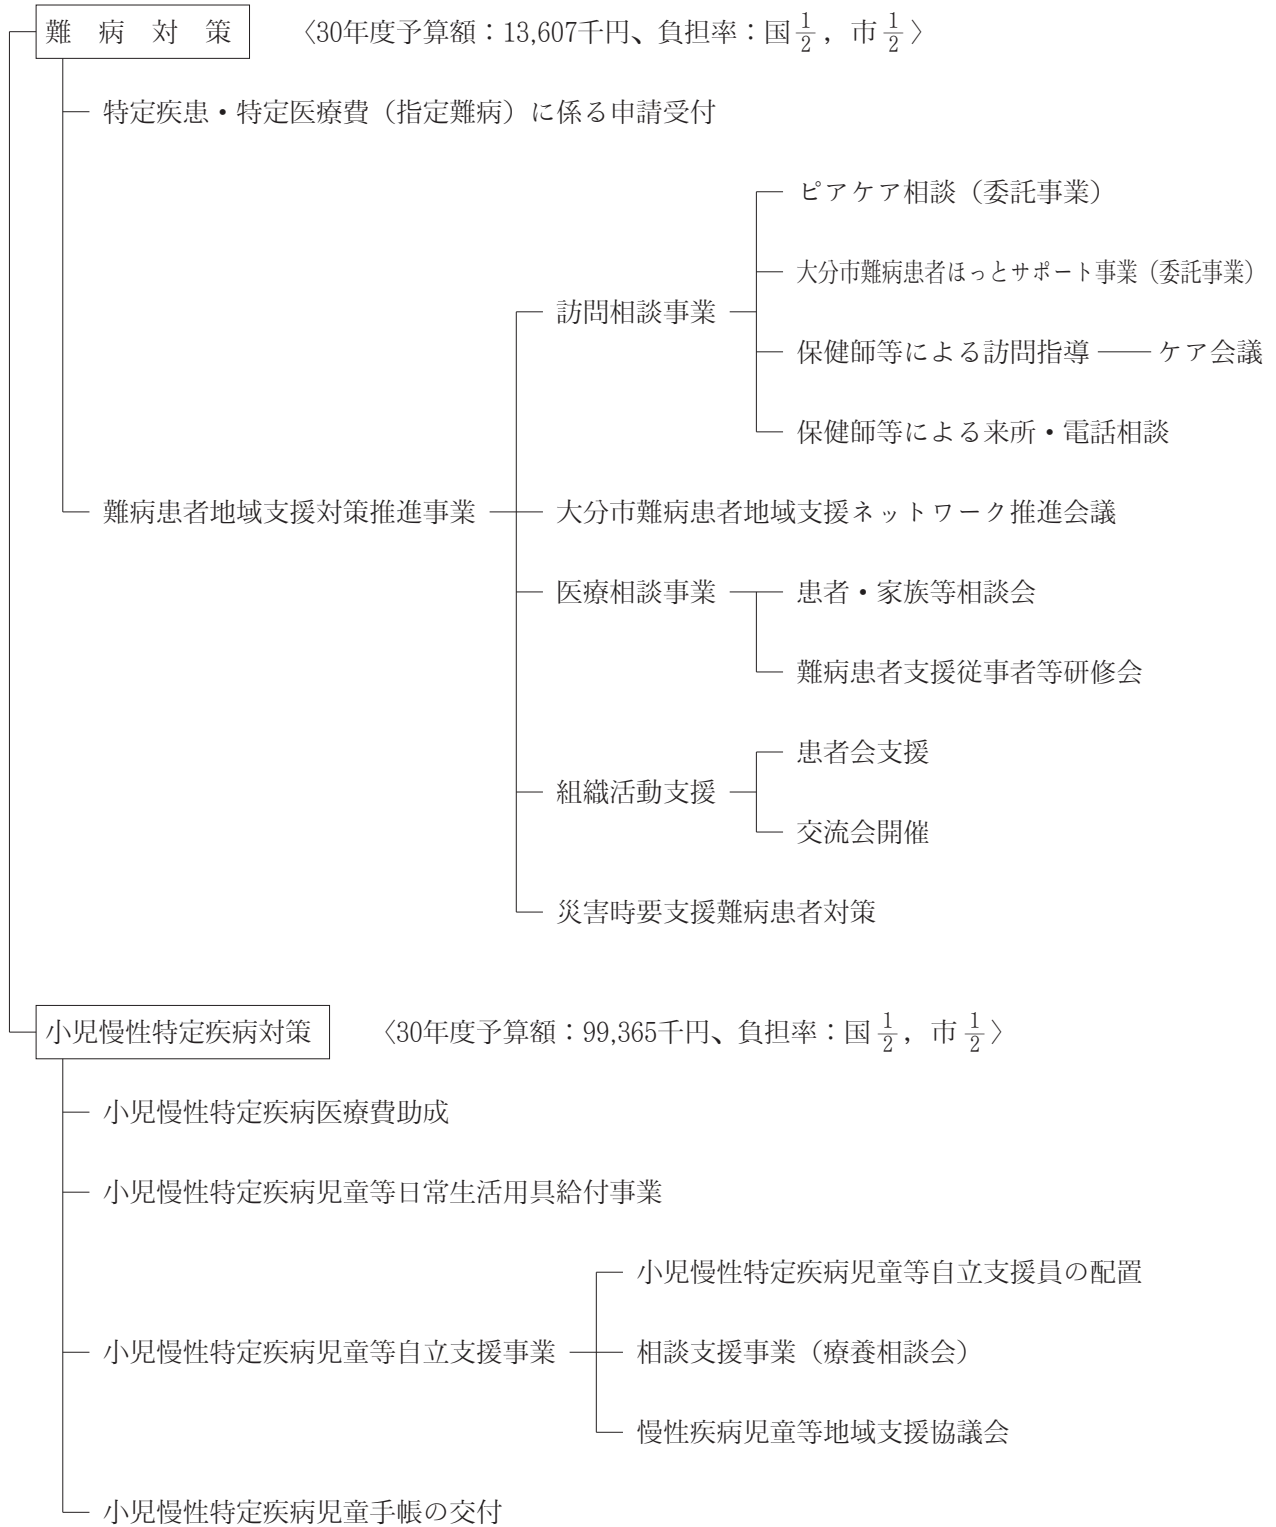 難病対策 〈30年度予算額：13,607千円、負担率：国1/2，市1/2〉
特定疾患・特定医療費（指定難病）に係る申請受付
ピアケア相談（委託事業）
大分市難病患者ほっとサポート事業（委託事業）
訪問相談事業
保健師等による訪問指導 ケア会議
保健師等による来所・電話相談
難病患者地域支援対策推進事業 大分市難病患者地域支援ネットワーク推進会議
医療相談事業 患者・家族等相談会
難病患者支援従事者等研修会
患者会支援
組織活動支援
交流会開催
災害時要支援難病患者対策
小児慢性特定疾病対策 〈30年度予算額：99,365千円、負担率：国1/2，市1/2〉
小児慢性特定疾病医療費助成
小児慢性特定疾病児童等日常生活用具給付事業
小児慢性特定疾病児童等自立支援員の配置
小児慢性特定疾病児童等自立支援事業 相談支援事業（療養相談会）
慢性疾病児童等地域支援協議会
小児慢性特定疾病児童手帳の交付